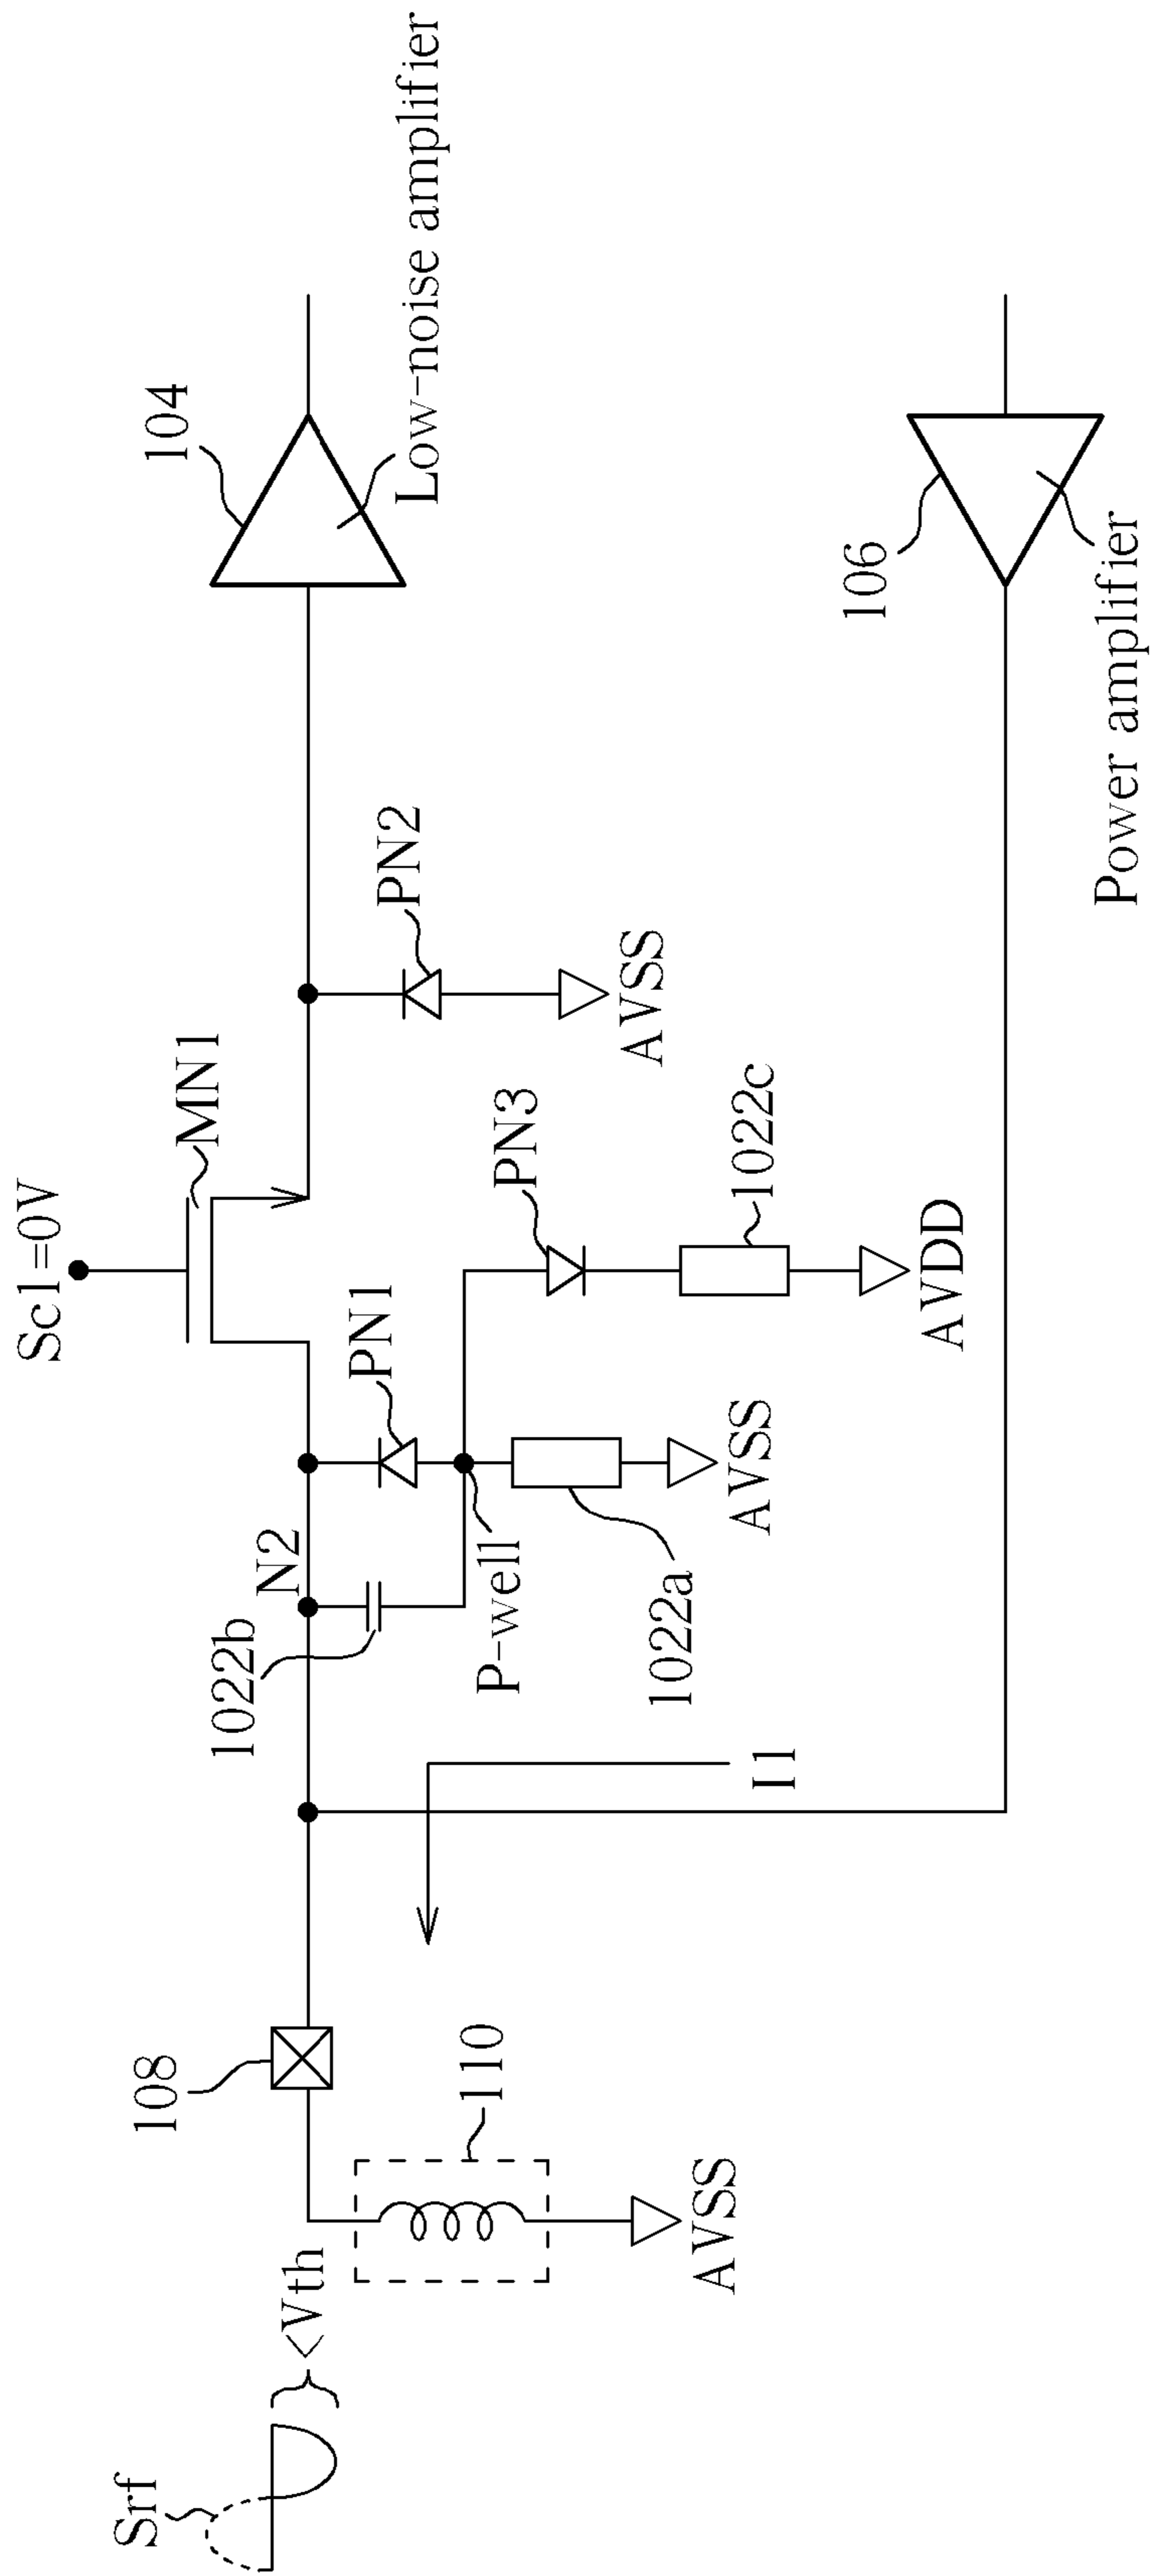 Srf
<Vth
108
110
AVSS
I1
1022b
N2
P-well
1022a
AVSS
PN1
Sc1=0V
MN1
PN3
1022c
AVDD
PN2
AVSS
104
Low-noise amplifier
106
Power amplifier